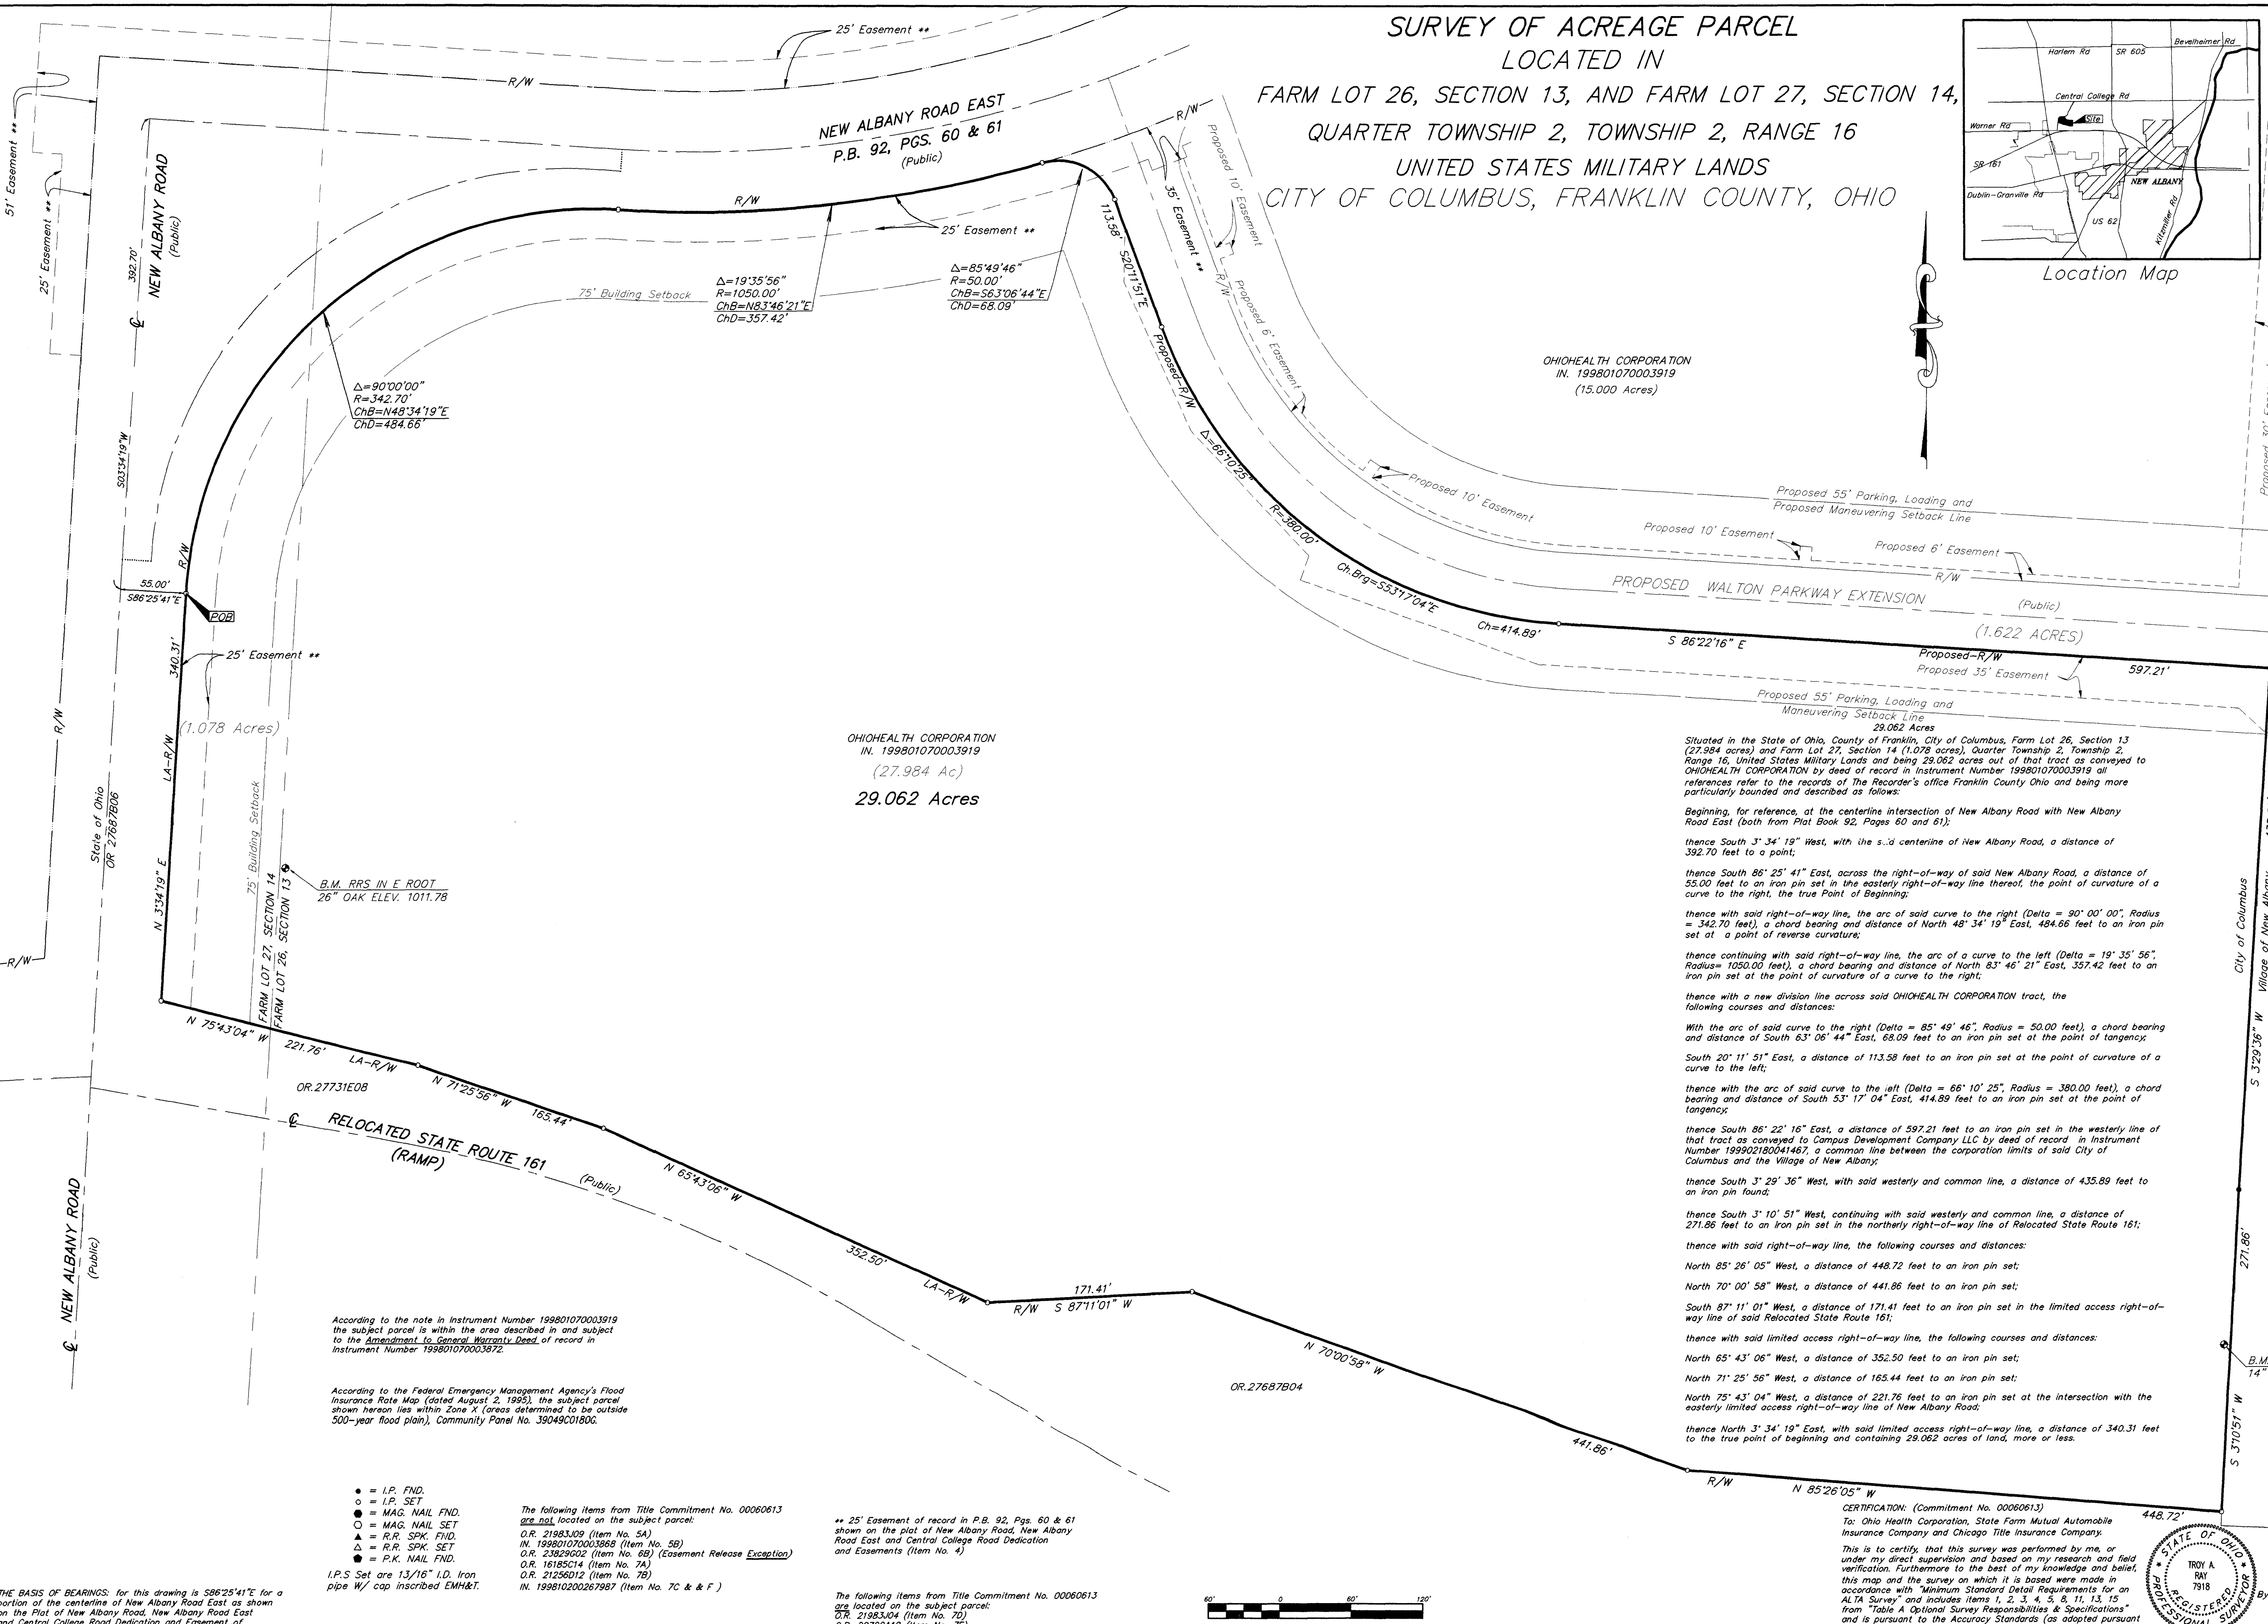 SURVEY OF ACREAGE PARCEL
LOCATED IN
FARM LOT 26, SECTION 13, AND FARM LOT 27, SECTION 14,
QUARTER TOWNSHIP 2, TOWNSHIP 2, RANGE 16
UNITED STATES MILITARY LANDS
CITY OF COLUMBUS, FRANKLIN COUNTY, OHIO
Harlem Rd
SR 605
Bevelheimer Rd
Central College Rd
Warner Rd
Site
SR 161
NEW ALBANY
Dublin-Granville Rd
US 62
Kitzmiller Rd
Location Map
51' Easement **
25' Easement **
25' Easement **
R/W
NEW ALBANY ROAD EAST
P.B. 92, PGS. 60 & 61
(Public)
R/W
NEW ALBANY ROAD
(Public)
392.70'
S03°34'19"W
R/W
25' Easement **
75' Building Setback
Δ=19°35'56"
R=1050.00'
ChB=N83°46'21"E
ChD=357.42'
Δ=85°49'46"
R=50.00'
ChB=S63°06'44"E
ChD=68.09'
Δ=90°00'00"
R=342.70'
ChB=N48°34'19"E
ChD=484.66'
113.58'
S20°11'51"E
35' Easement **
Proposed 10' Easement
R/W
Proposed 6' Easement
Proposed-R/W
Δ=66°10'25"
R=380.00'
Ch.Brg=S53°17'04"E
Ch=414.89'
OHIOHEALTH CORPORATION
IN. 199801070003919
(15.000 Acres)
Proposed 10' Easement
Proposed 55' Parking, Loading and
Proposed Maneuvering Setback Line
Proposed 10' Easement
Proposed 6' Easement
R/W
PROPOSED WALTON PARKWAY EXTENSION
(Public)
(1.622 ACRES)
S 86°22'16" E
Proposed-R/W
597.21'
Proposed 35' Easement
Proposed 55' Parking, Loading and
Maneuvering Setback Line
R/W
55.00'
S86°25'41"E
POB
25' Easement **
340.31'
(1.078 Acres)
LA-R/W
R/W
State of Ohio
OR 27687B06
N 3°34'19" E
75' Building Setback
FARM LOT 27, SECTION 14
FARM LOT 26, SECTION 13
B.M. RRS IN E ROOT
26" OAK ELEV. 1011.78
OHIOHEALTH CORPORATION
IN. 199801070003919
(27.984 Ac)
29.062 Acres
R/W
N 75°43'04" W
221.76'
LA-R/W
OR.27731E08
N 71°25'56" W
165.44'
RELOCATED STATE ROUTE 161
(RAMP)
(Public)
N 65°43'06" W
352.50'
LA-R/W
171.41'
R/W
S 87°11'01" W
N 70°00'58" W
OR.27687B04
441.86'
R/W
N 85°26'05" W
448.72'
NEW ALBANY ROAD
(Public)
City of Columbus
Village of New Albany
S 3°29'36" W
271.86'
S 3°10'51" W
B.M.
14"
29.062 Acres
Situated in the State of Ohio, County of Franklin, City of Columbus, Farm Lot 26, Section 13
(27.984 acres) and Farm Lot 27, Section 14 (1.078 acres), Quarter Township 2, Township 2,
Range 16, United States Military Lands and being 29.062 acres out of that tract as conveyed to
OHIOHEALTH CORPORATION by deed of record in Instrument Number 199801070003919 all
references refer to the records of The Recorder's office Franklin County Ohio and being more
particularly bounded and described as follows:
Beginning, for reference, at the centerline intersection of New Albany Road with New Albany
Road East (both from Plat Book 92, Pages 60 and 61);
thence South 3° 34' 19" West, with the said centerline of New Albany Road, a distance of
392.70 feet to a point;
thence South 86° 25' 41" East, across the right-of-way of said New Albany Road, a distance of
55.00 feet to an iron pin set in the easterly right-of-way line thereof, the point of curvature of a
curve to the right, the true Point of Beginning;
thence with said right-of-way line, the arc of said curve to the right (Delta = 90° 00' 00", Radius
= 342.70 feet), a chord bearing and distance of North 48° 34' 19" East, 484.66 feet to an iron pin
set at a point of reverse curvature;
thence continuing with said right-of-way line, the arc of a curve to the left (Delta = 19° 35' 56",
Radius= 1050.00 feet), a chord bearing and distance of North 83° 46' 21" East, 357.42 feet to an
iron pin set at the point of curvature of a curve to the right;
thence with a new division line across said OHIOHEALTH CORPORATION tract, the
following courses and distances:
With the arc of said curve to the right (Delta = 85° 49' 46", Radius = 50.00 feet), a chord bearing
and distance of South 63° 06' 44" East, 68.09 feet to an iron pin set at the point of tangency;
South 20° 11' 51" East, a distance of 113.58 feet to an iron pin set at the point of curvature of a
curve to the left;
thence with the arc of said curve to the left (Delta = 66° 10' 25", Radius = 380.00 feet), a chord
bearing and distance of South 53° 17' 04" East, 414.89 feet to an iron pin set at the point of
tangency;
thence South 86° 22' 16" East, a distance of 597.21 feet to an iron pin set in the westerly line of
that tract as conveyed to Campus Development Company LLC by deed of record in Instrument
Number 199902180041467, a common line between the corporation limits of said City of
Columbus and the Village of New Albany;
thence South 3° 29' 36" West, with said westerly and common line, a distance of 435.89 feet to
an iron pin found;
thence South 3° 10' 51" West, continuing with said westerly and common line, a distance of
271.86 feet to an iron pin set in the northerly right-of-way line of Relocated State Route 161;
thence with said right-of-way line, the following courses and distances:
North 85° 26' 05" West, a distance of 448.72 feet to an iron pin set;
North 70° 00' 58" West, a distance of 441.86 feet to an iron pin set;
South 87° 11' 01" West, a distance of 171.41 feet to an iron pin set in the limited access right-of-
way line of said Relocated State Route 161;
thence with said limited access right-of-way line, the following courses and distances:
North 65° 43' 06" West, a distance of 352.50 feet to an iron pin set;
North 71° 25' 56" West, a distance of 165.44 feet to an iron pin set;
North 75° 43' 04" West, a distance of 221.76 feet to an iron pin set at the intersection with the
easterly limited access right-of-way line of New Albany Road;
thence North 3° 34' 19" East, with said limited access right-of-way line, a distance of 340.31 feet
to the true point of beginning and containing 29.062 acres of land, more or less.
According to the note in Instrument Number 199801070003919
the subject parcel is within the area described in and subject
to the Amendment to General Warranty Deed of record in
Instrument Number 199801070003872.
According to the Federal Emergency Management Agency's Flood
Insurance Rate Map (dated August 2, 1995), the subject parcel
shown hereon lies within Zone X (areas determined to be outside
500-year flood plain), Community Panel No. 39049C0180G.
● = I.P. FND.
○ = I.P. SET
= MAG. NAIL FND.
= MAG. NAIL SET
▲ = R.R. SPK. FND.
△ = R.R. SPK. SET
= P.K. NAIL FND.
I.P.S Set are 13/16" I.D. Iron
pipe W/ cap inscribed EMH&T.
The following items from Title Commitment No. 00060613
are not located on the subject parcel:
O.R. 21983J09 (Item No. 5A)
IN. 199801070003868 (Item No. 5B)
O.R. 23829G02 (Item No. 6B) (Easement Release Exception)
O.R. 16185C14 (Item No. 7A)
O.R. 21256D12 (Item No. 7B)
IN. 199810200267987 (Item No. 7C & & F )
** 25' Easement of record in P.B. 92, Pgs. 60 & 61
shown on the plat of New Albany Road, New Albany
Road East and Central College Road Dedication
and Easements (Item No. 4)
The following items from Title Commitment No. 00060613
are located on the subject parcel:
O.R. 21983J04 (Item No. 7D)
THE BASIS OF BEARINGS: for this drawing is S86°25'41"E for a
portion of the centerline of New Albany Road East as shown
on the Plat of New Albany Road, New Albany Road East
and Central College Road Dedication and Easement of
60'
0
60'
120'
CERTIFICATION: (Commitment No. 00060613)
To: Ohio Health Corporation, State Farm Mutual Automobile
Insurance Company and Chicago Title Insurance Company.
This is to certify, that this survey was performed by me, or
under my direct supervision and based on my research and field
verification. Furthermore to the best of my knowledge and belief,
this map and the survey on which it is based were made in
accordance with "Minimum Standard Detail Requirements for an
ALTA Survey" and includes items 1, 2, 3, 4, 5, 8, 11, 13, 15
from "Table A Optional Survey Responsibilities & Specifications"
and is pursuant to the Accuracy Standards (as adopted pursuant
STATE OF OHIO
TROY A.
RAY
7918
REGISTERED
PROFESSIONAL SURVEYOR
By